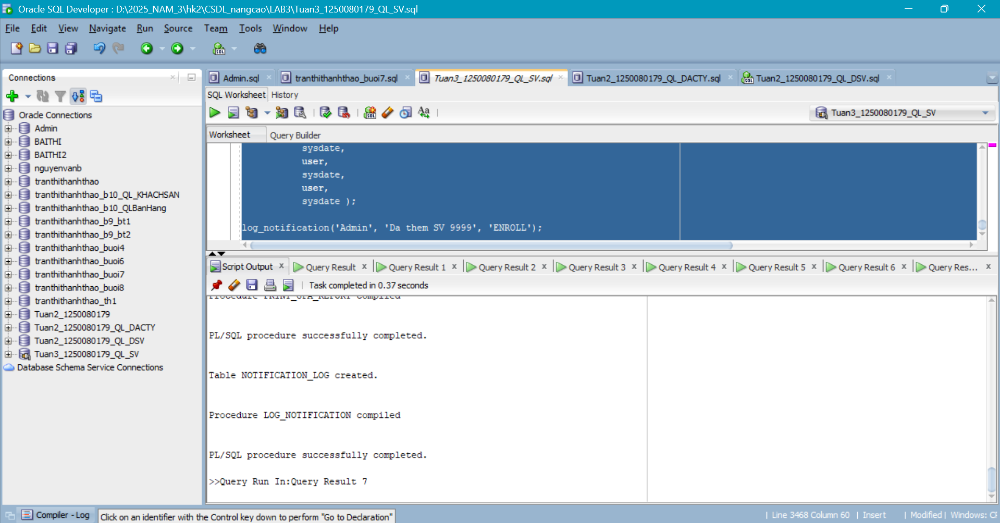 Oracle SQL Developer : D:\2025_NAM_3\hk2\CSDL_nangcao\LAB3\Tuan3_1250080179_QL_SV.sql
File Edit View Navigate Run Source Team Tools Window Help
Connections
Oracle Connections
Admin
BAITHI
BAITHI2
nguyenvanb
tranthithanhthao
tranthithanhthao_b10_QL_KHACHSAN
tranthithanhthao_b10_QLBanHang
tranthithanhthao_b9_bt1
tranthithanhthao_b9_bt2
tranthithanhthao_buoi4
tranthithanhthao_buoi6
tranthithanhthao_buoi7
tranthithanhthao_buoi8
tranthithanhthao_th1
Tuan2_1250080179
Tuan2_1250080179_QL_DACTY
Tuan2_1250080179_QL_DSV
Tuan3_1250080179_QL_SV
Database Schema Service Connections
Admin.sql tranthithanhthao_buoi7.sql Tuan3_1250080179_QL_SV.sql Tuan2_1250080179_QL_DACTY.sql Tuan2_1250080179_QL_DSV.sql
SQL Worksheet History
Tuan3_1250080179_QL_SV
Worksheet Query Builder
sysdate,
user,
sysdate,
user,
sysdate );
log_notification('Admin', 'Da them SV 9999', 'ENROLL');
Script Output Query Result Query Result 1 Query Result 2 Query Result 3 Query Result 4 Query Result 5 Query Result 6 Query Res...
Task completed in 0.37 seconds
Procedure PRINT_GPA_REPORT compiled
PL/SQL procedure successfully completed.
Table NOTIFICATION_LOG created.
Procedure LOG_NOTIFICATION compiled
PL/SQL procedure successfully completed.
>>Query Run In:Query Result 7
Compiler - Log
Click on an identifier with the Control key down to perform "Go to Declaration"
| Line 3468 Column 60 | Insert | Modified | Windows: CF